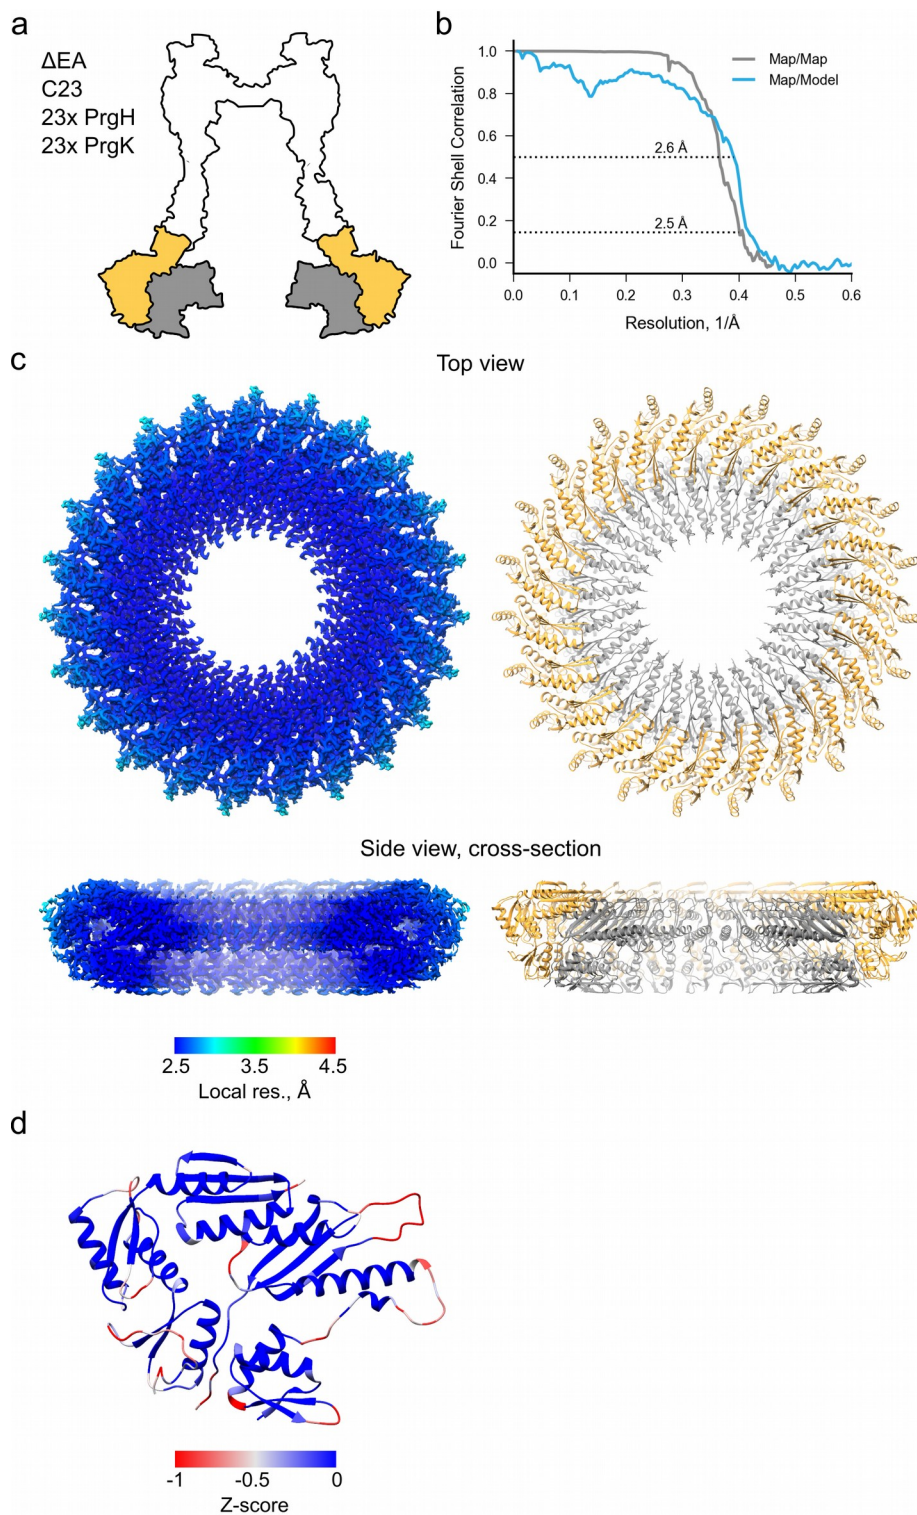 a
ΔEA
C23
23x PrgH
23x PrgK
b
Fourier Shell Correlation
1.0
0.8
0.6
0.4
0.2
0.0
Map/Map
Map/Model
2.6 Å
2.5 Å
0.0 0.1 0.2 0.3 0.4 0.5 0.6
Resolution, 1/Å
c
Top view
Side view, cross-section
2.5 3.5 4.5
Local res., Å
d
-1 -0.5 0
Z-score